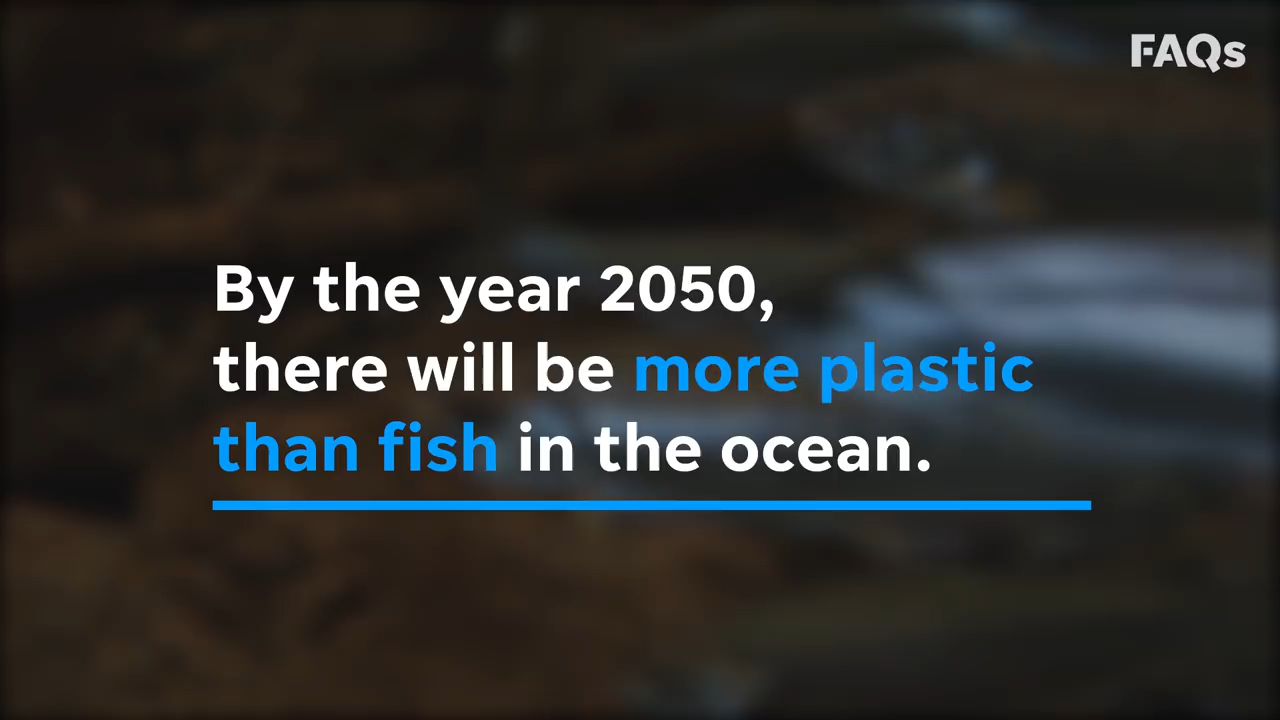 FAQs
By the year 2050,
there will be more plastic
than fish in the ocean.